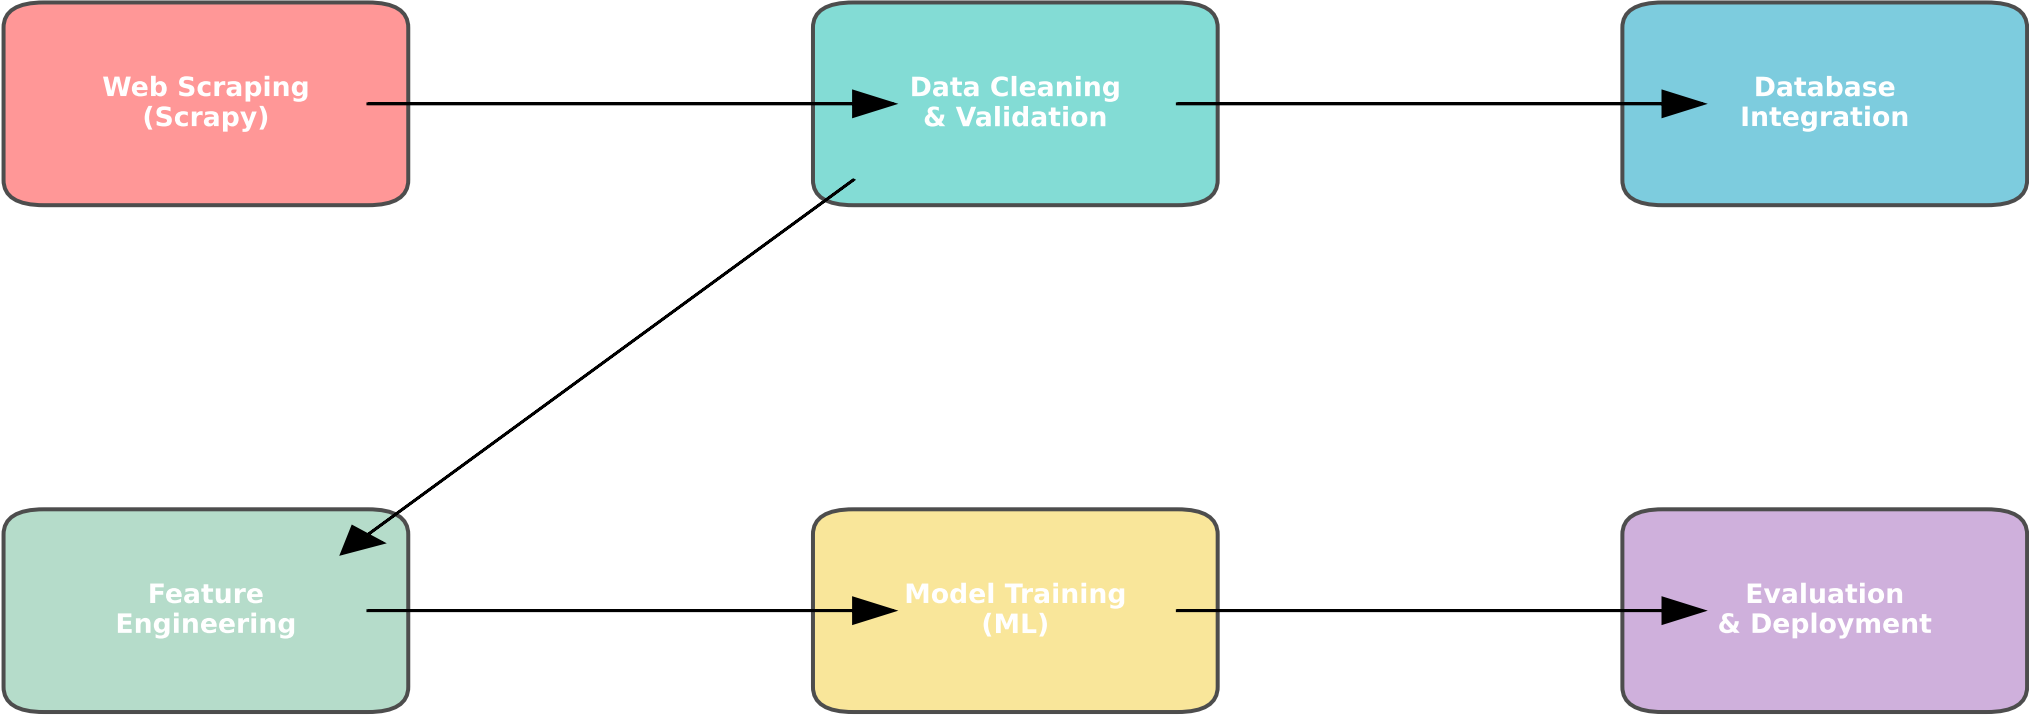 Web Scraping
(Scrapy)
Data Cleaning
& Validation
Database
Integration
Feature
Engineering
Model Training
(ML)
Evaluation
& Deployment